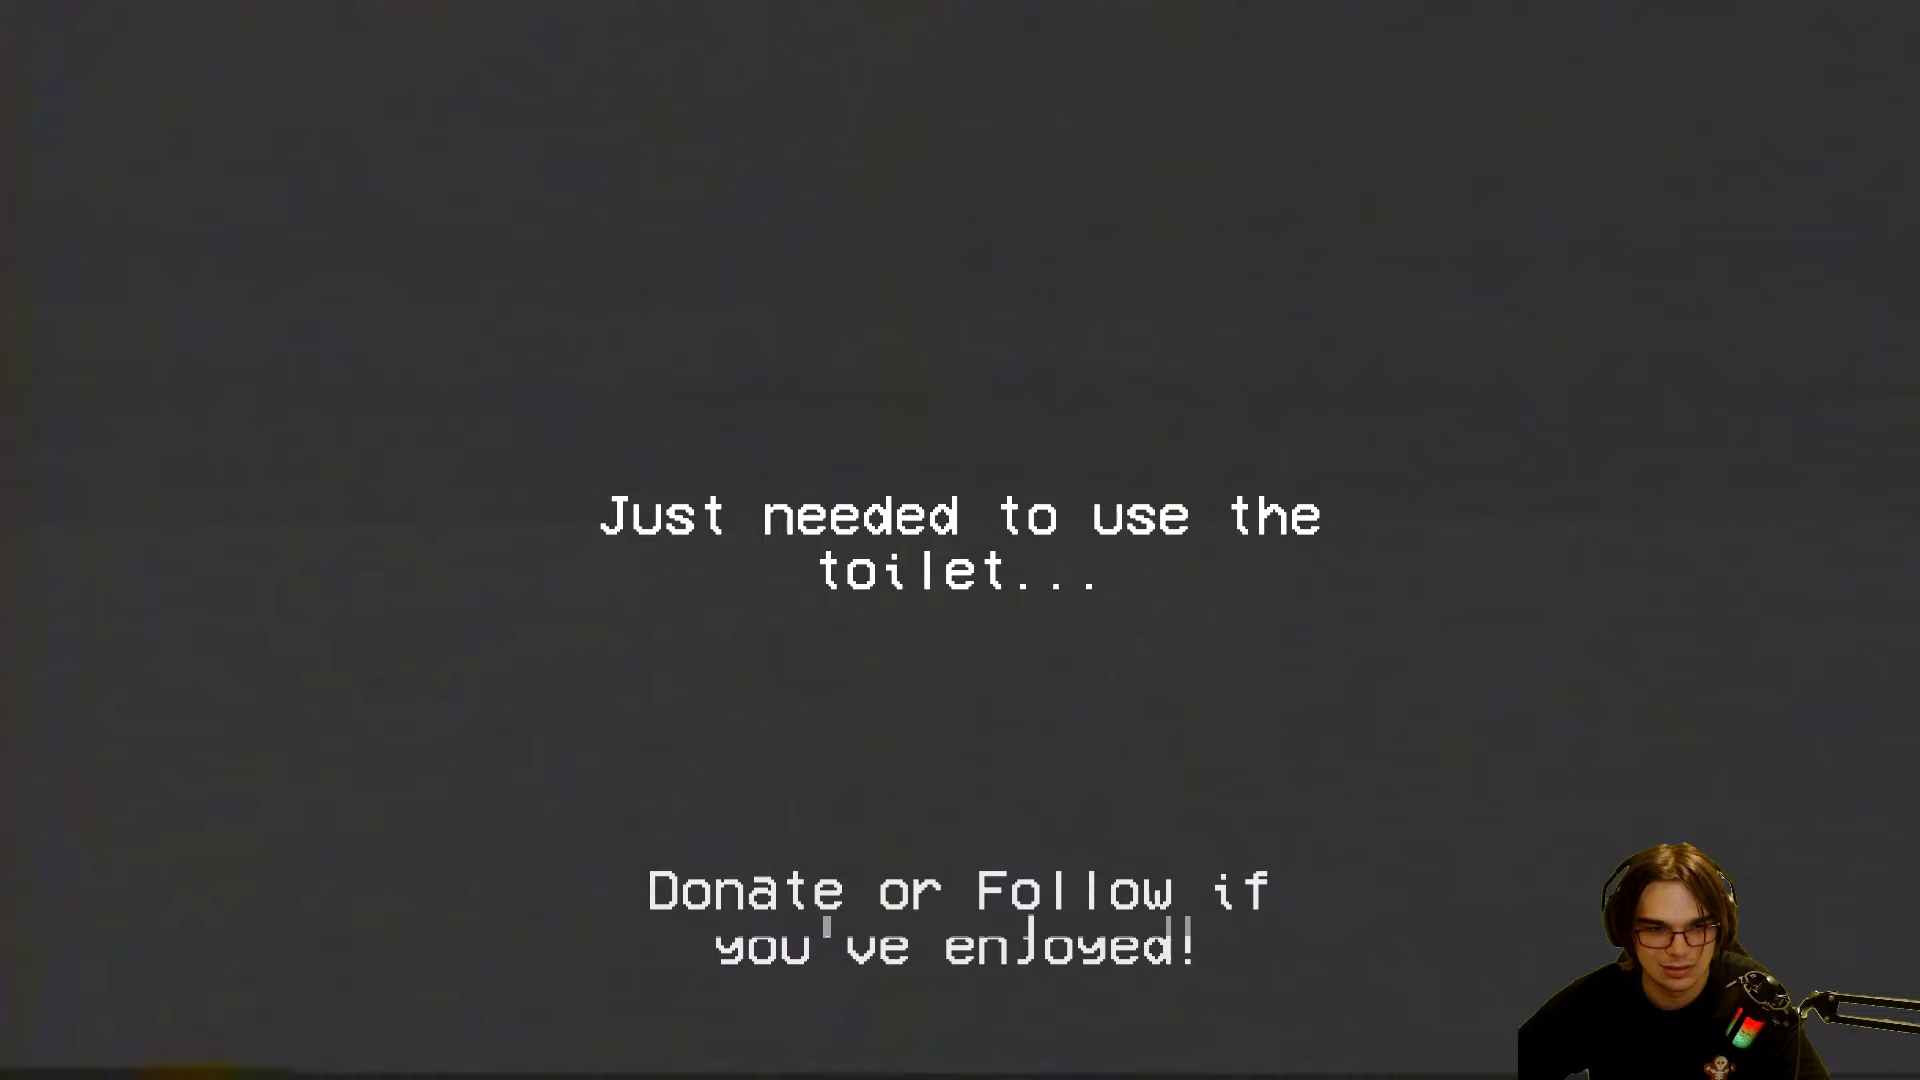 Just needed to use the
toilet...
Donate or Follow if
you've enjoyed!